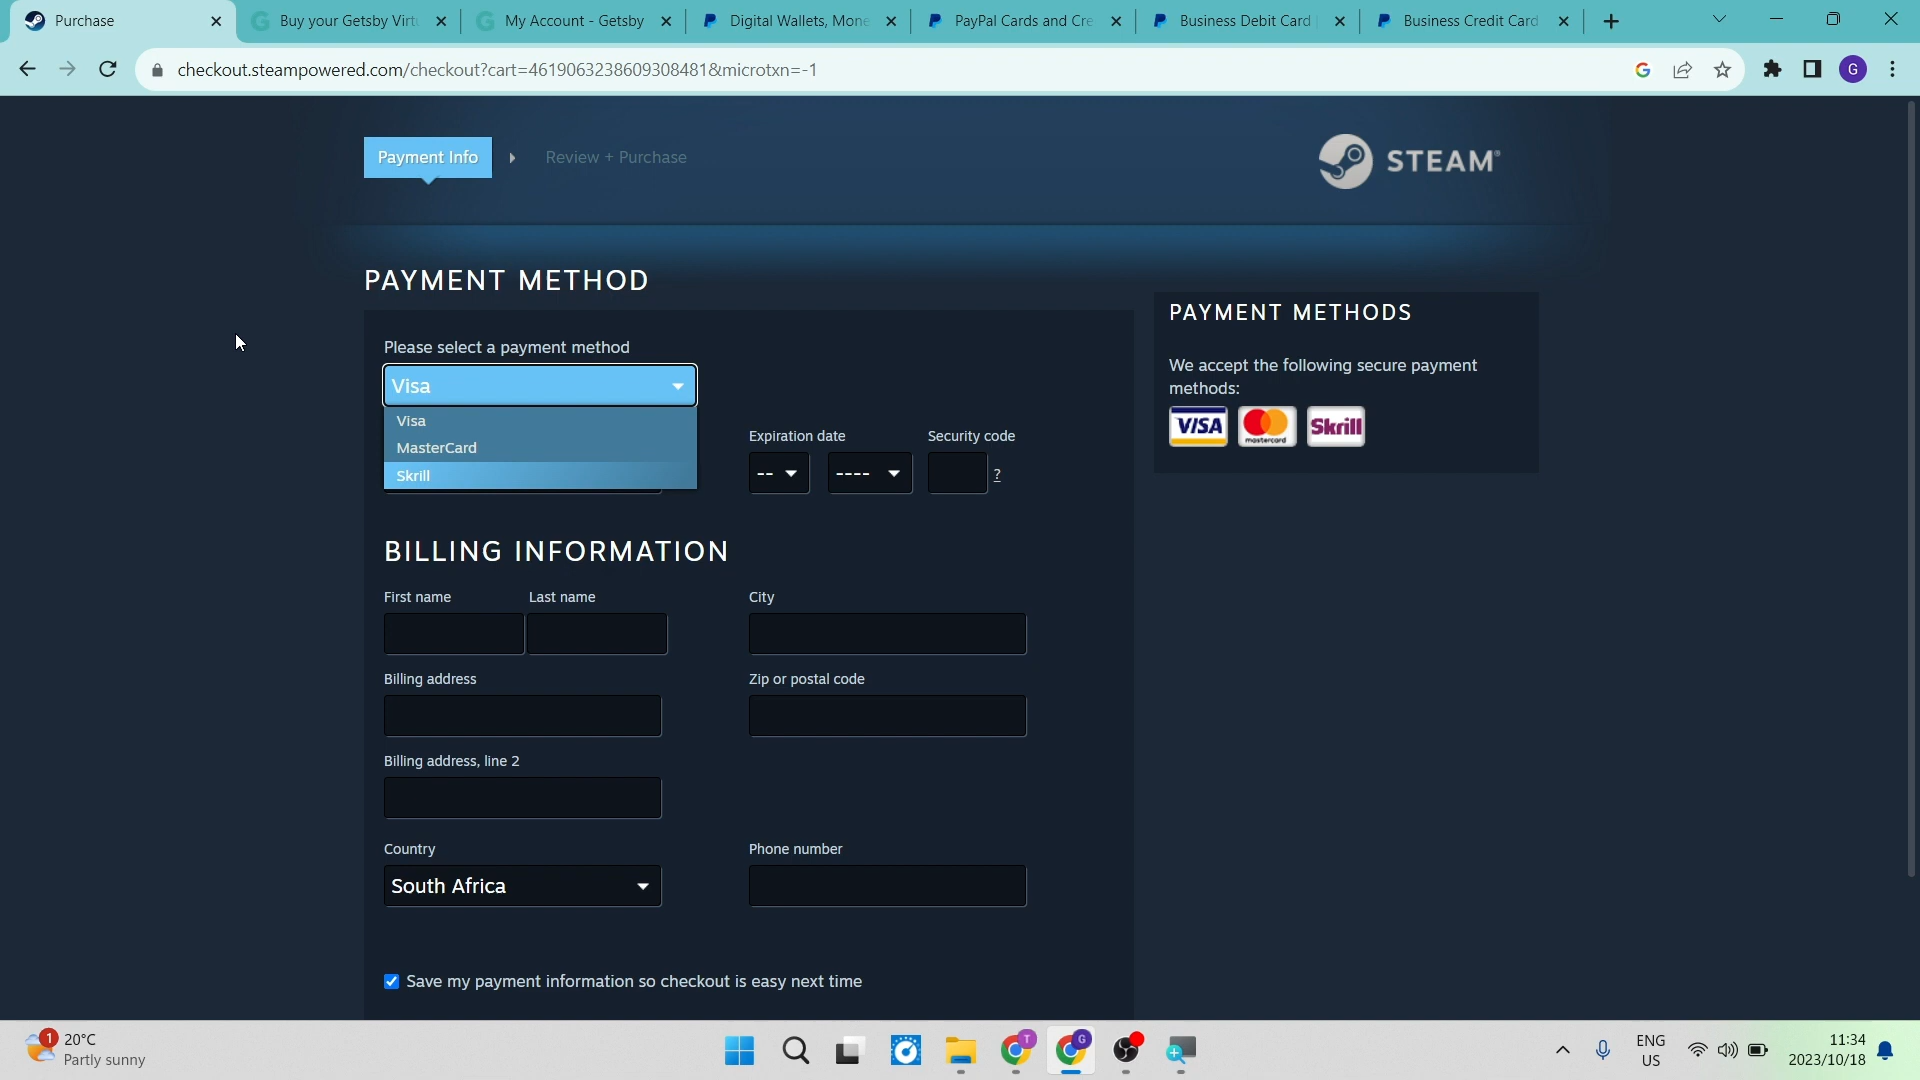 Purchase
Buy your Getsby Virt
My Account - Getsby
Digital Wallets, Mone
PayPal Cards and Cre
Business Debit Card
Business Credit Card
checkout.steampowered.com/checkout?cart=4619063238609308481&microtxn=-1
G
Payment Info
Review + Purchase
STEAM®
PAYMENT METHOD
Please select a payment method
Visa
Visa
MasterCard
Skrill
Expiration date
Security code
--
----
?
PAYMENT METHODS
We accept the following secure payment
methods:
VISA
mastercard
Skrill
BILLING INFORMATION
First name
Last name
City
Billing address
Zip or postal code
Billing address, line 2
Country
Phone number
South Africa
Save my payment information so checkout is easy next time
1
20°C
Partly sunny
T
G
ENG
US
11:34
2023/10/18